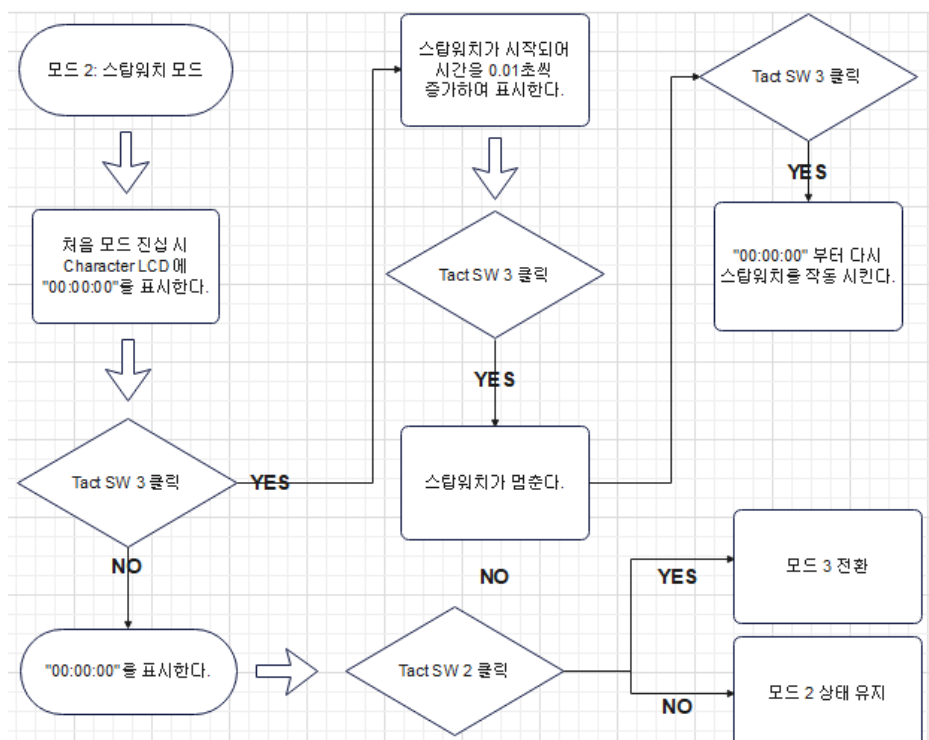 모드 2: 스탑워치 모드
처음 모드 진십 시
Character LCD 에
"00:00:00"을 표시한다.
Tact SW 3 클릭
YES
NO
"00:00:00"을 표시한다.
스탑워치가 시작되어
시간을 0.01초씩
증가하며 표시한다.
Tact SW 3 클릭
YES
스탑워치가 멈춘다.
NO
Tact SW 3 클릭
YES
"00:00:00" 부터 다시
스탑워치을 작동 시킨다.
Tact SW 2 클릭
YES
모드 3 전환
NO
모드 2 상태 유지